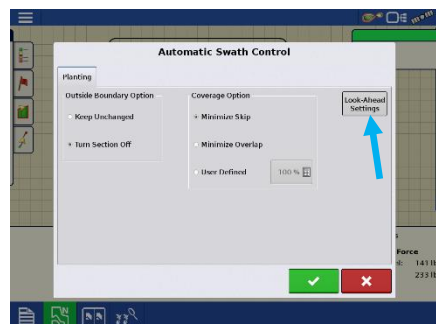 Automatic Swath Control
Planting
Outside Boundary Option
Keep Unchanged
Turn Section Off
Coverage Option
Minimize Skip
Minimize Overlap
User Defined
100 %
Look-Ahead
Settings
Force
141 lb
233 lb